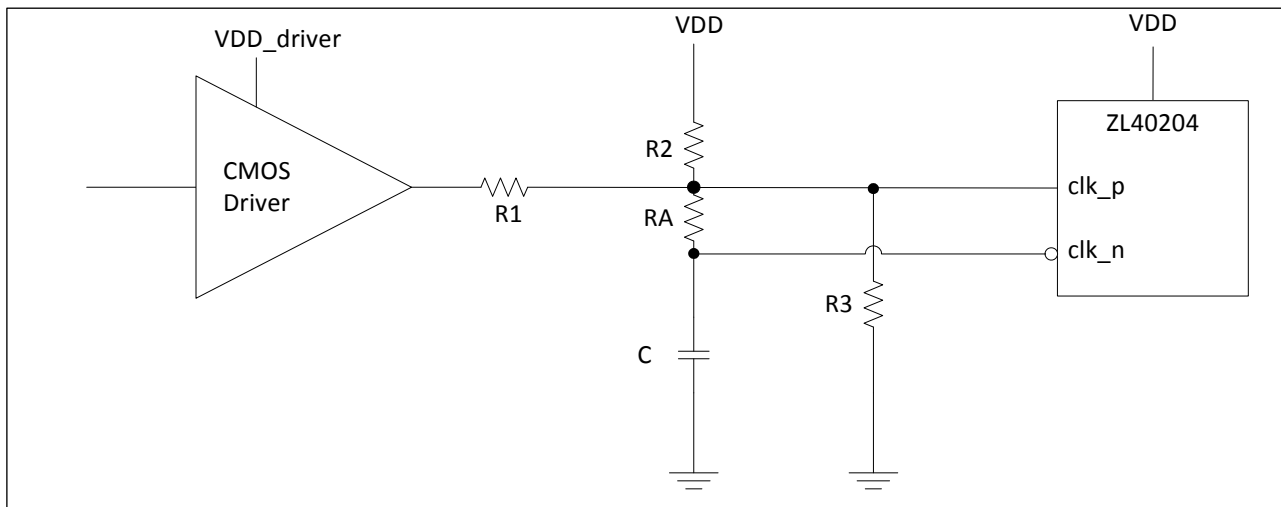 VDD_driver
VDD
VDD
ZL40204
CMOS
Driver
R2
clk_p
R1
RA
clk_n
R3
C